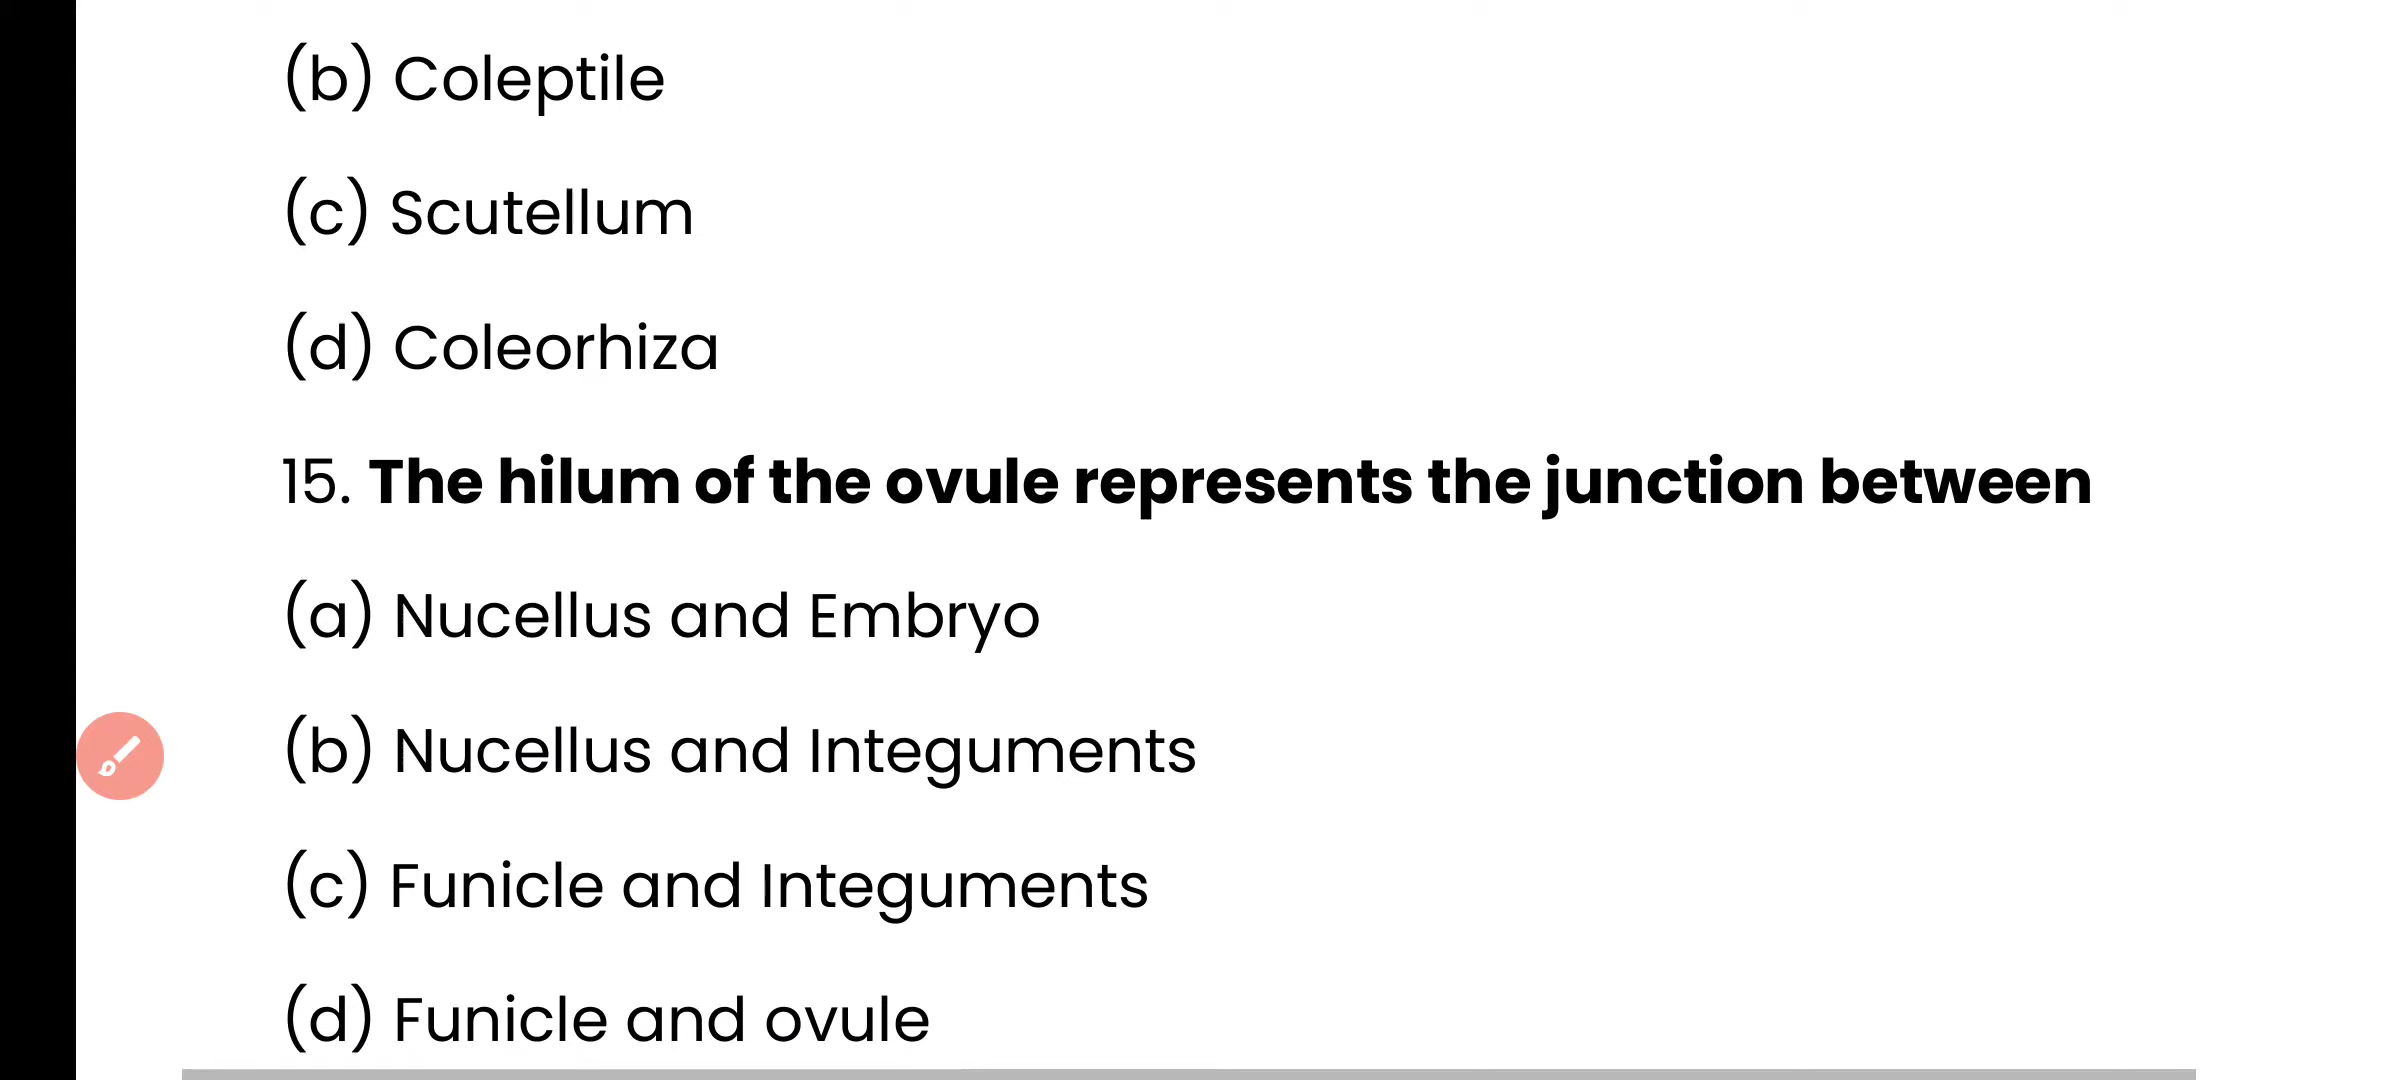 (b) Coleptile
(c) Scutellum
(d) Coleorhiza
15. The hilum of the ovule represents the junction between
(a) Nucellus and Embryo
(b) Nucellus and Integuments
(c) Funicle and Integuments
(d) Funicle and ovule